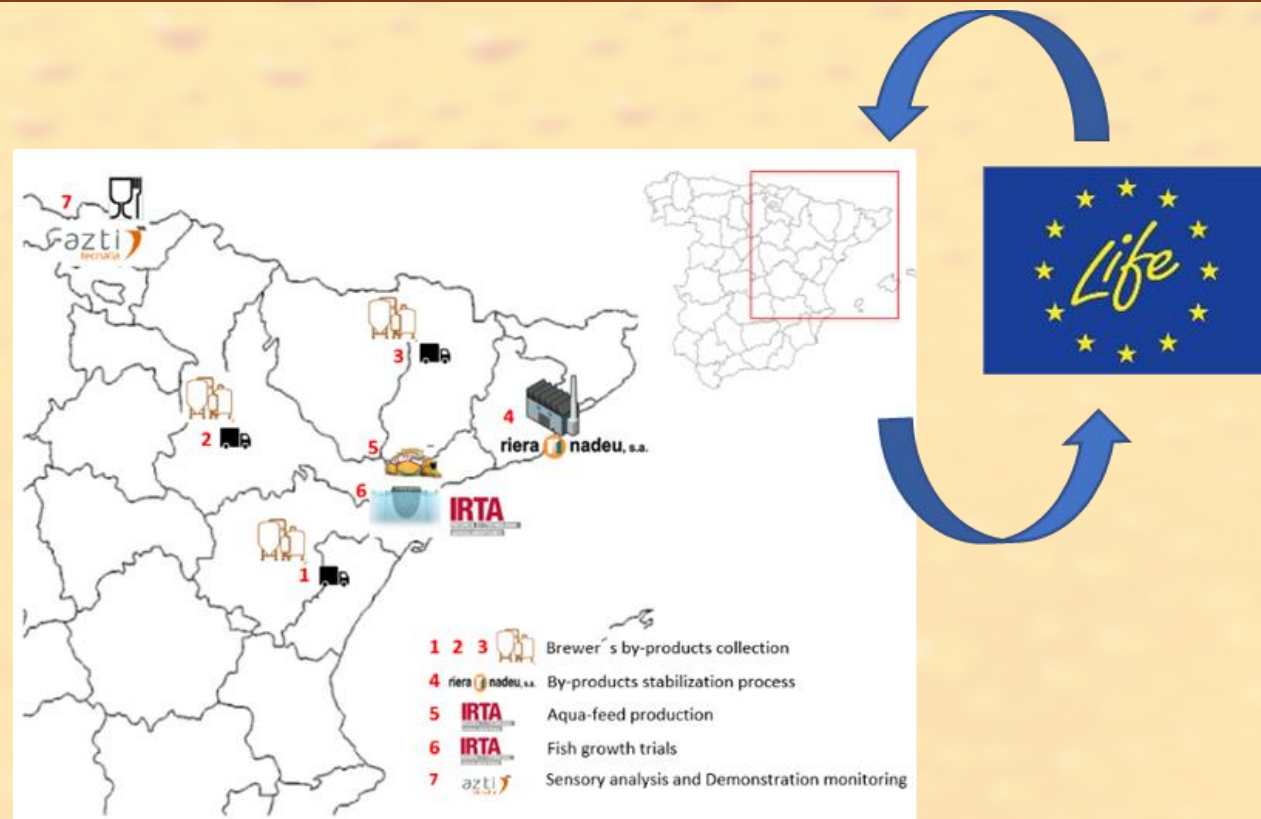 7
azti
tecnalia
3
2
4
riera nadeu, s.a.
5
6
IRTA
1
Life
1 2 3 Brewer´s by-products collection
4 riera nadeu, s.a. By-products stabilization process
5 IRTA Aqua-feed production
6 IRTA Fish growth trials
7 azti Sensory analysis and Demonstration monitoring